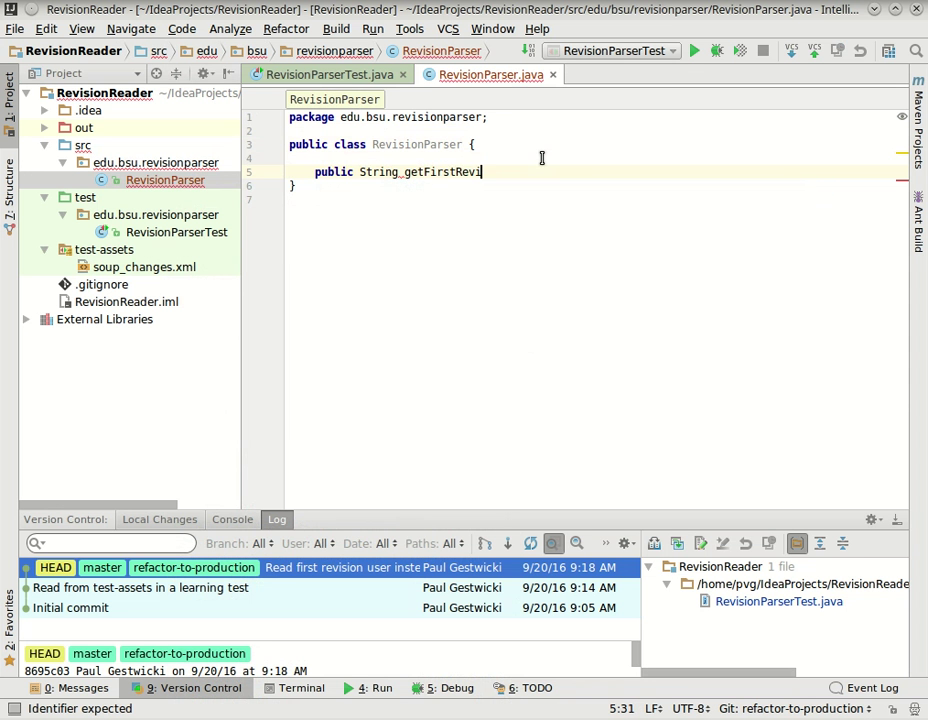 RevisionReader - [~/IdeaProjects/RevisionReader] - [RevisionReader] - ~/IdeaProjects/RevisionReader/src/edu/bsu/revisionparser/RevisionParser.java - Intelli...
File Edit View Navigate Code Analyze Refactor Build Run Tools VCS Window Help
RevisionReader src edu bsu revisionparser RevisionParser RevisionParserTest VCS VCS
Project RevisionParserTest.java RevisionParser.java
RevisionReader ~/IdeaProjects/
.idea
out
src
edu.bsu.revisionparser
RevisionParser
test
edu.bsu.revisionparser
RevisionParserTest
test-assets
soup_changes.xml
.gitignore
RevisionReader.iml
External Libraries
1: Project
7: Structure
2: Favorites
RevisionParser
1 package edu.bsu.revisionparser;
2
3 public class RevisionParser {
4
5 public String getFirstRevi
6 }
7
Maven Projects
Ant Build
Version Control: Local Changes Console Log
Branch: All User: All Date: All Paths: All
HEAD master refactor-to-production Read first revision user inste Paul Gestwicki 9/20/16 9:18 AM
Read from test-assets in a learning test Paul Gestwicki 9/20/16 9:14 AM
Initial commit Paul Gestwicki 9/20/16 9:05 AM
HEAD master refactor-to-production
8695c03 Paul Gestwicki on 9/20/16 at 9:18 AM
RevisionReader 1 file
/home/pvg/IdeaProjects/RevisionReade
RevisionParserTest.java
0: Messages 9: Version Control Terminal 4: Run 5: Debug 6: TODO Event Log
Identifier expected 5:31 LF UTF-8 Git: refactor-to-production